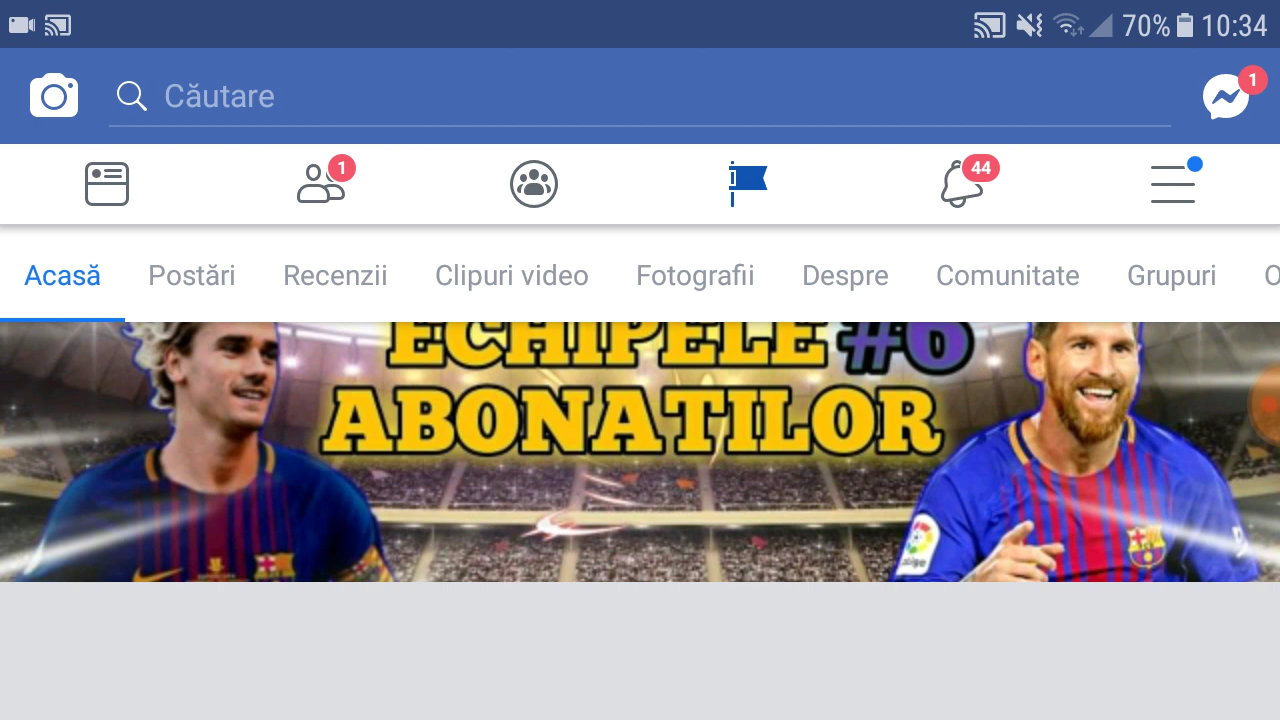 70% 10:34
Căutare
1
1
44
Acasă Postări Recenzii Clipuri video Fotografii Despre Comunitate Grupuri O
ECHIPELE #6
ABONATILOR